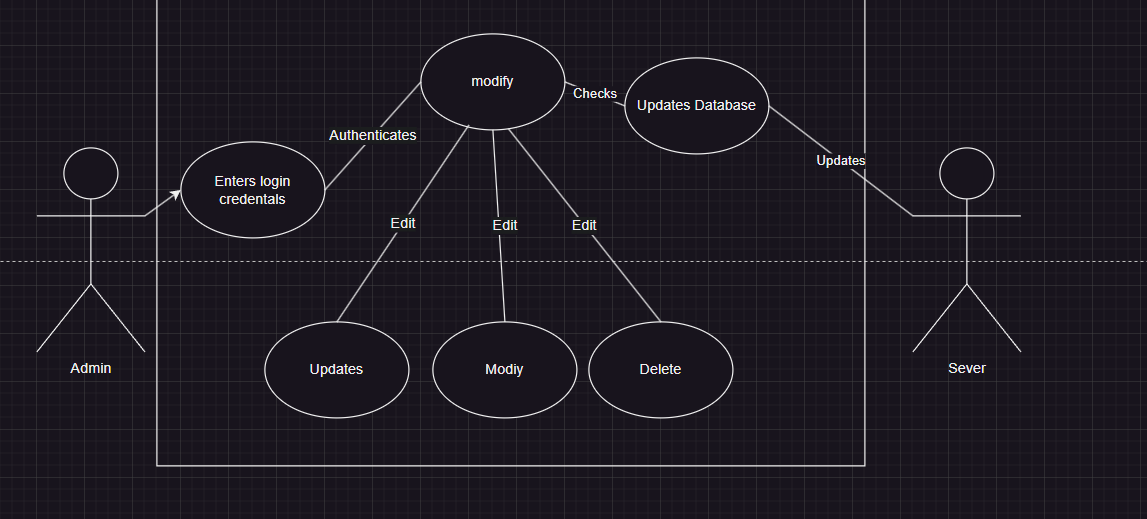 modify
Checks
Updates Database
Authenticates
Updates
Enters login
credentals
Edit
Edit
Edit
Admin
Updates
Modiy
Delete
Sever